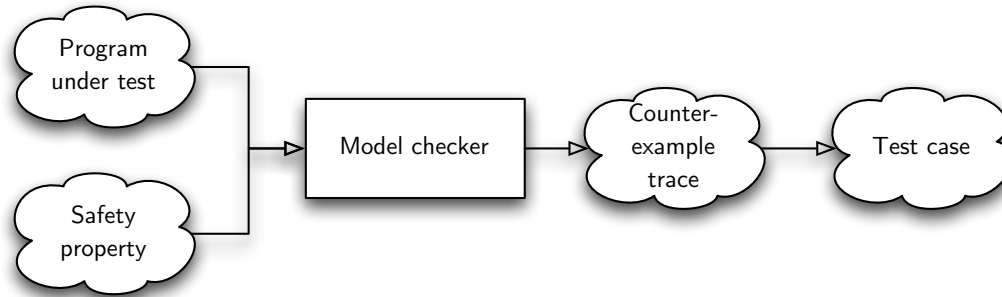 Program
under test
Safety
property
Model checker
Counter-
example
trace
Test case